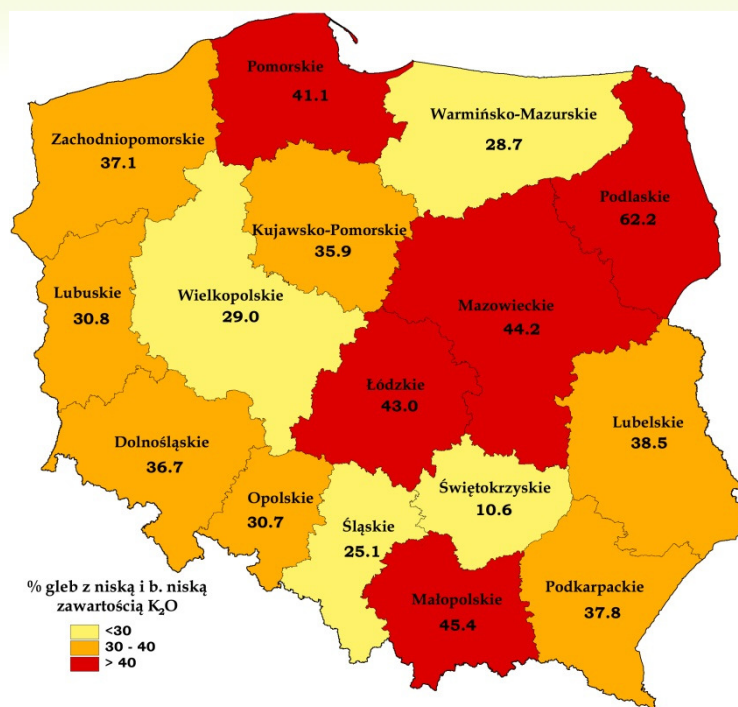 Pomorskie
41.1
Warmińsko-Mazurskie
28.7
Zachodniopomorskie
37.1
Podlaskie
62.2
Kujawsko-Pomorskie
35.9
Lubuskie
30.8
Wielkopolskie
29.0
Mazowieckie
44.2
Łódzkie
43.0
Lubelskie
38.5
Dolnośląskie
36.7
Opolskie
30.7
Śląskie
25.1
Świętokrzyskie
10.6
Małopolskie
45.4
Podkarpackie
37.8
% gleb z niską i b. niską
zawartością K₂O
<30
30 - 40
> 40